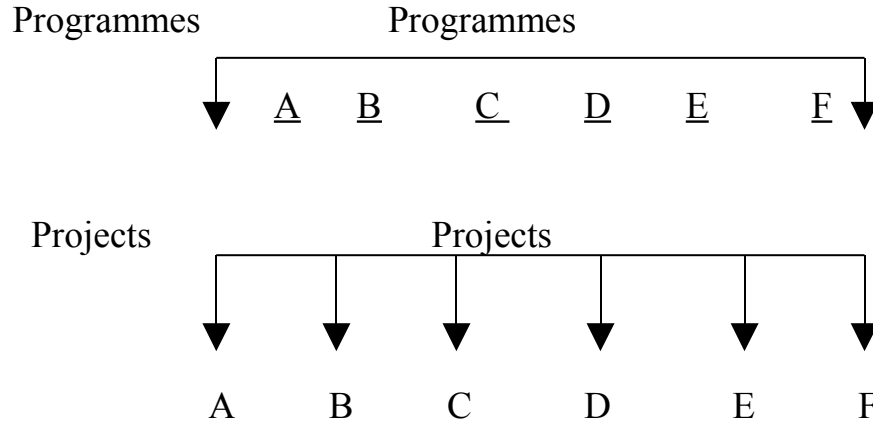 Programmes Programmes
A B C D E F
Projects Projects
A B C D E F